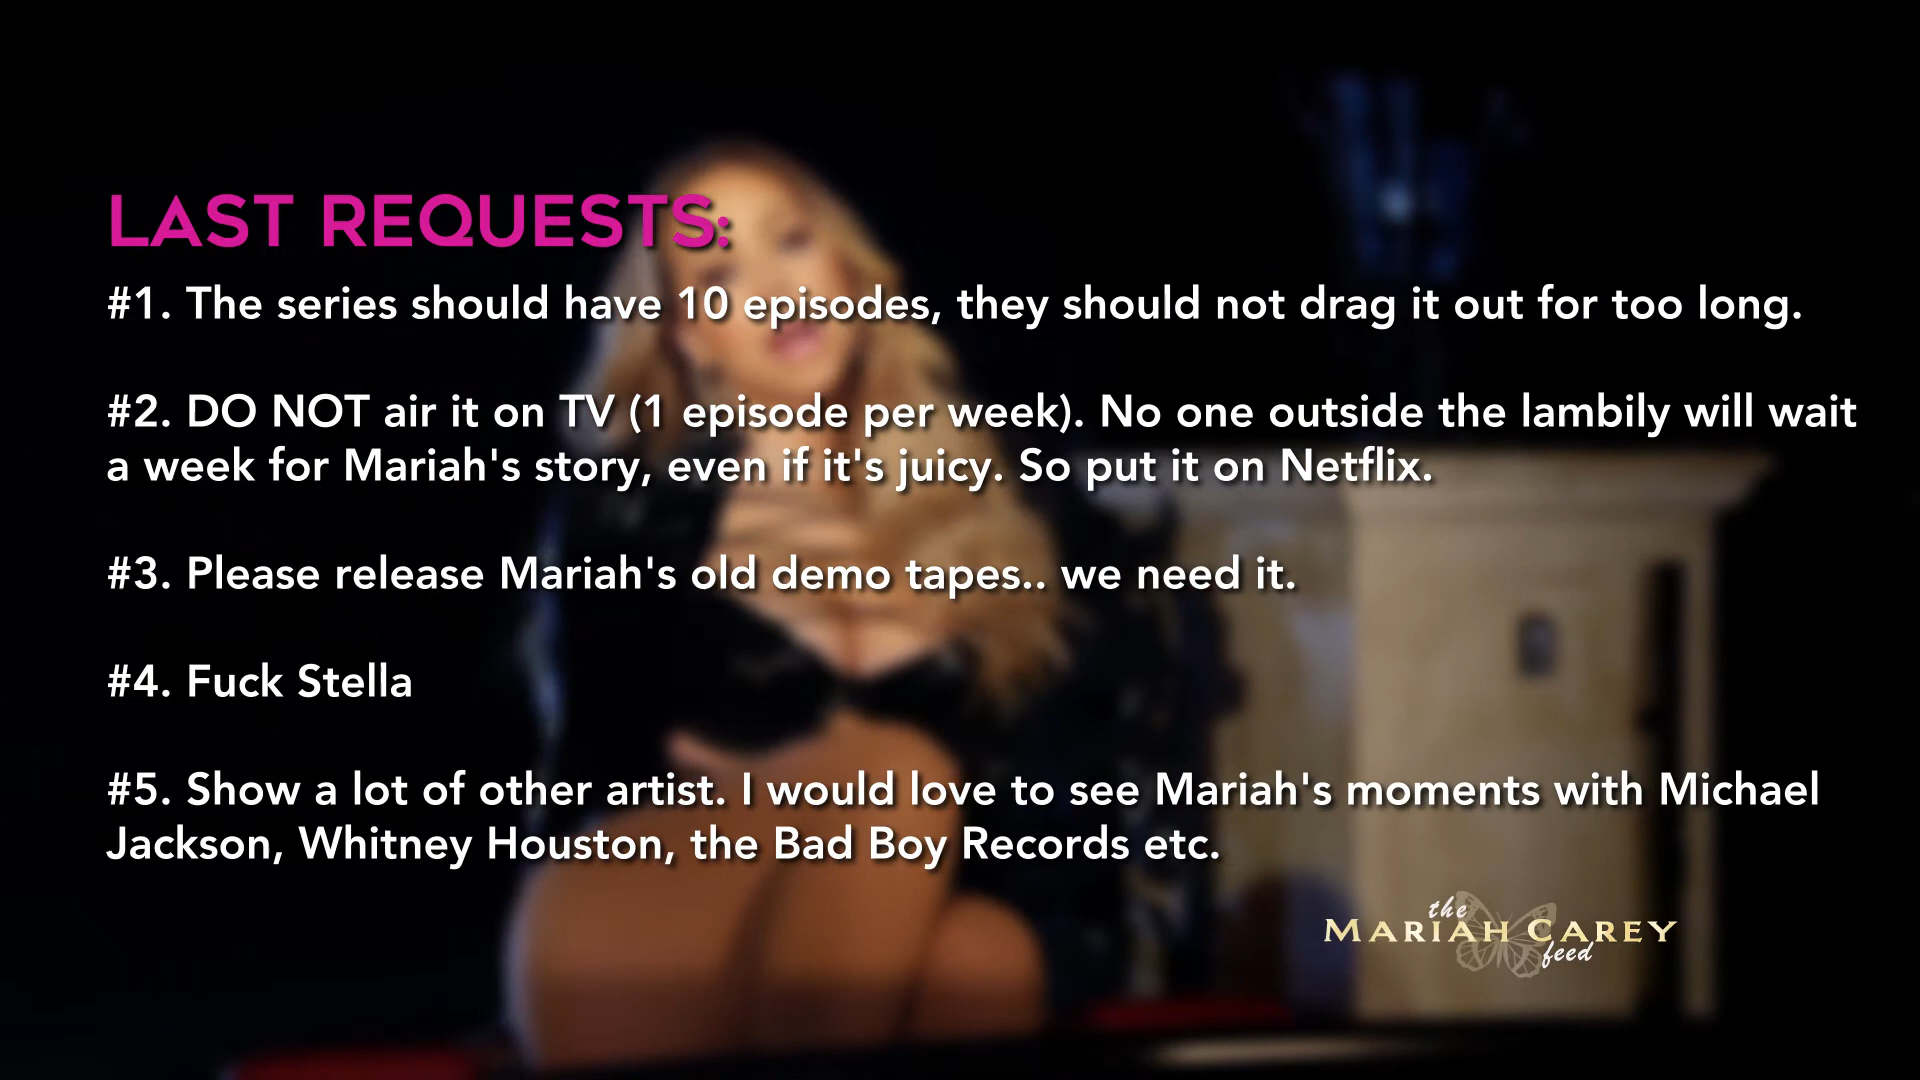 LAST REQUESTS:
#1. The series should have 10 episodes, they should not drag it out for too long.
#2. DO NOT air it on TV (1 episode per week). No one outside the lambily will wait
a week for Mariah's story, even if it's juicy. So put it on Netflix.
#3. Please release Mariah's old demo tapes.. we need it.
#4. Fuck Stella
#5. Show a lot of other artist. I would love to see Mariah's moments with Michael
Jackson, Whitney Houston, the Bad Boy Records etc.
the
MARIAH CAREY
feed